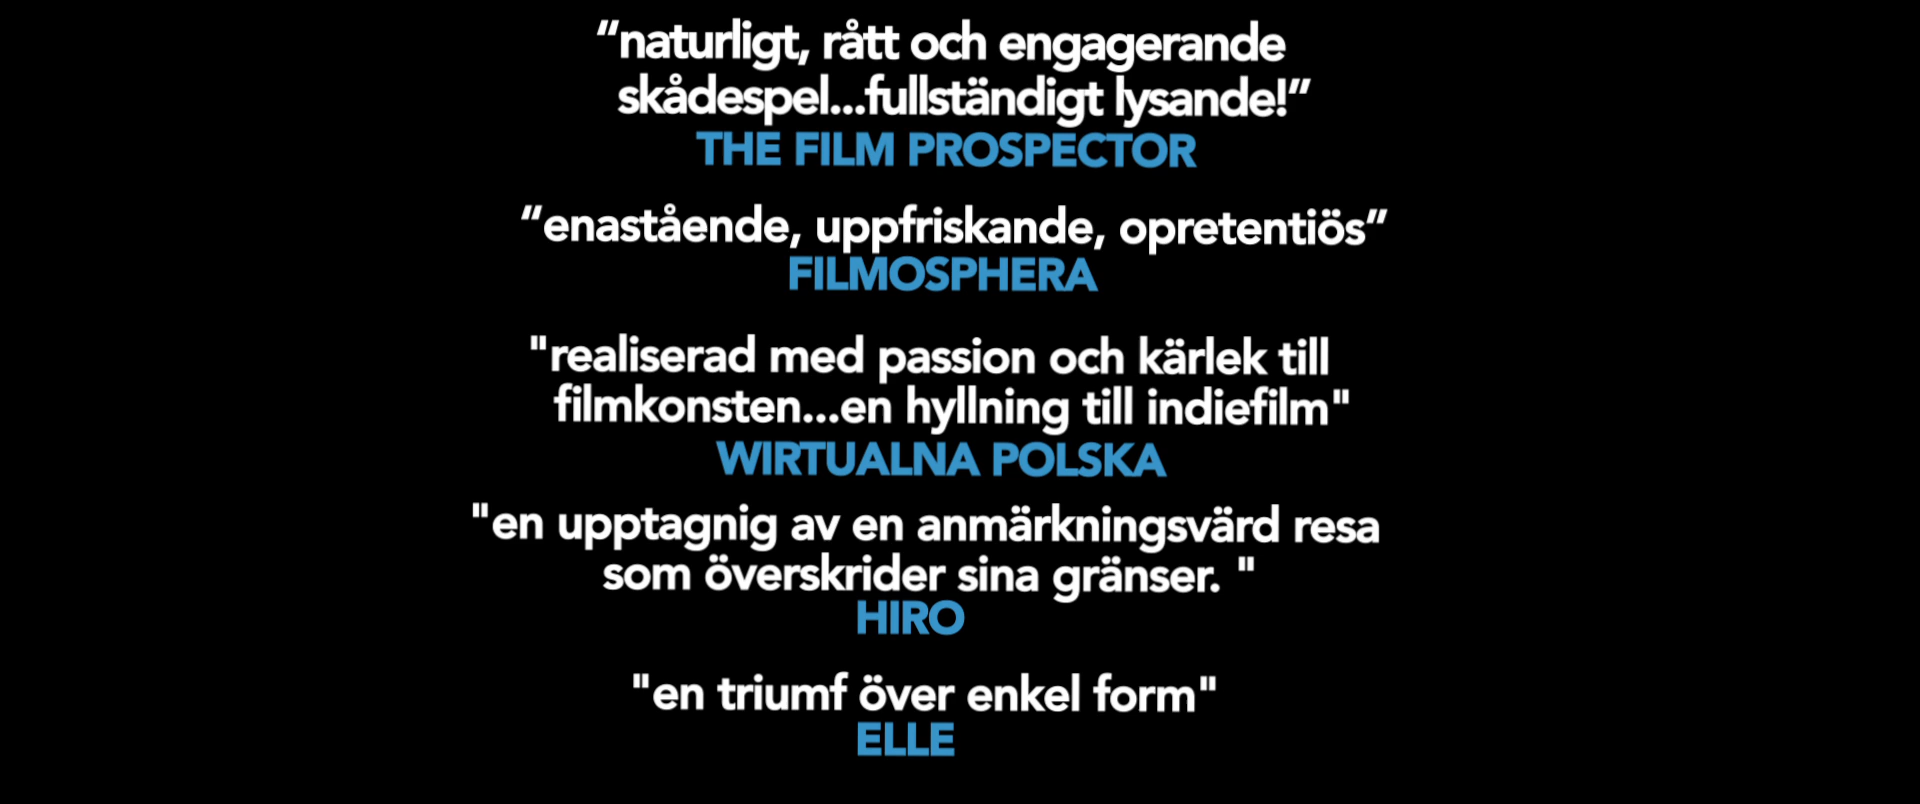 “naturligt, rått och engagerande
skådespel...fullständigt lysande!”
THE FILM PROSPECTOR
“enastående, uppfriskande, opretentiös”
FILMOSPHERA
"realiserad med passion och kärlek till
filmkonsten...en hyllning till indiefilm"
WIRTUALNA POLSKA
"en upptagnig av en anmärkningsvärd resa
som överskrider sina gränser. "
HIRO
"en triumf över enkel form"
ELLE